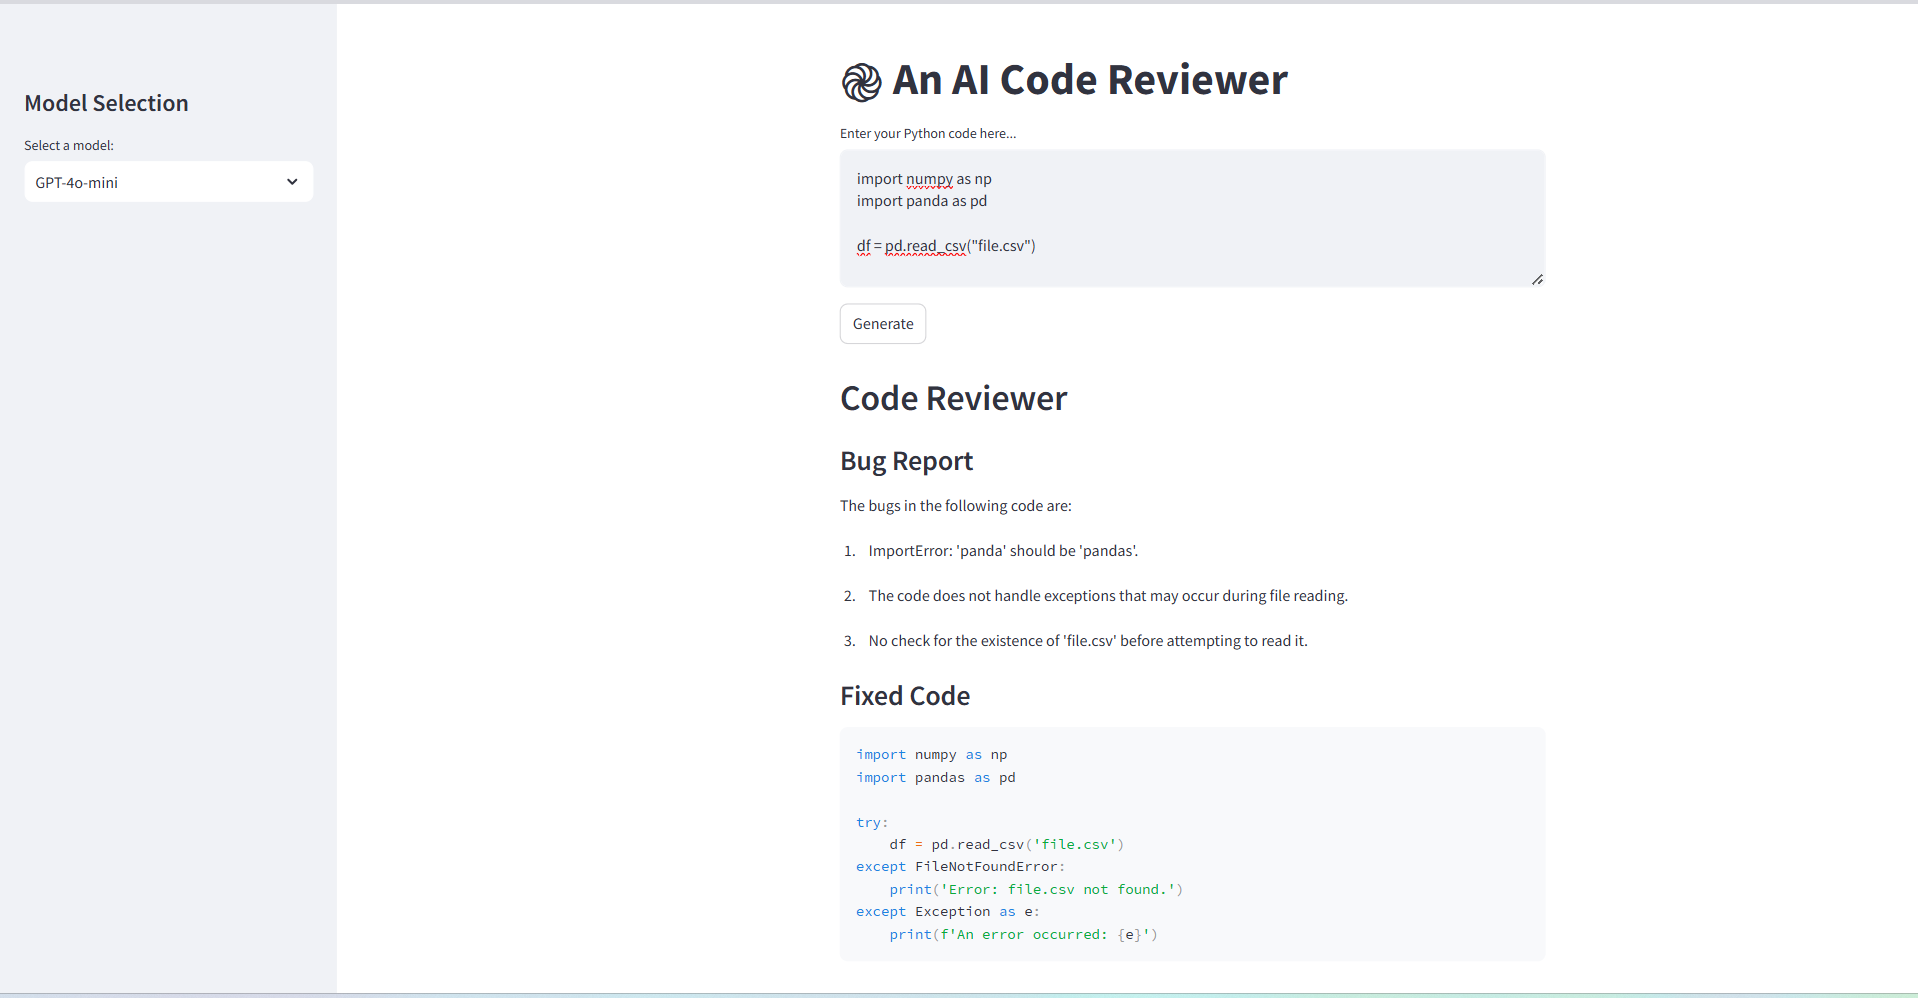 Model Selection
Select a model:
GPT-4o-mini
An AI Code Reviewer
Enter your Python code here...
import numpy as np
import panda as pd
df = pd.read_csv("file.csv")
Generate
Code Reviewer
Bug Report
The bugs in the following code are:
1. ImportError: 'panda' should be 'pandas'.
2. The code does not handle exceptions that may occur during file reading.
3. No check for the existence of 'file.csv' before attempting to read it.
Fixed Code
import numpy as np
import pandas as pd
try:
    df = pd.read_csv('file.csv')
except FileNotFoundError:
    print('Error: file.csv not found.')
except Exception as e:
    print(f'An error occurred: {e}')